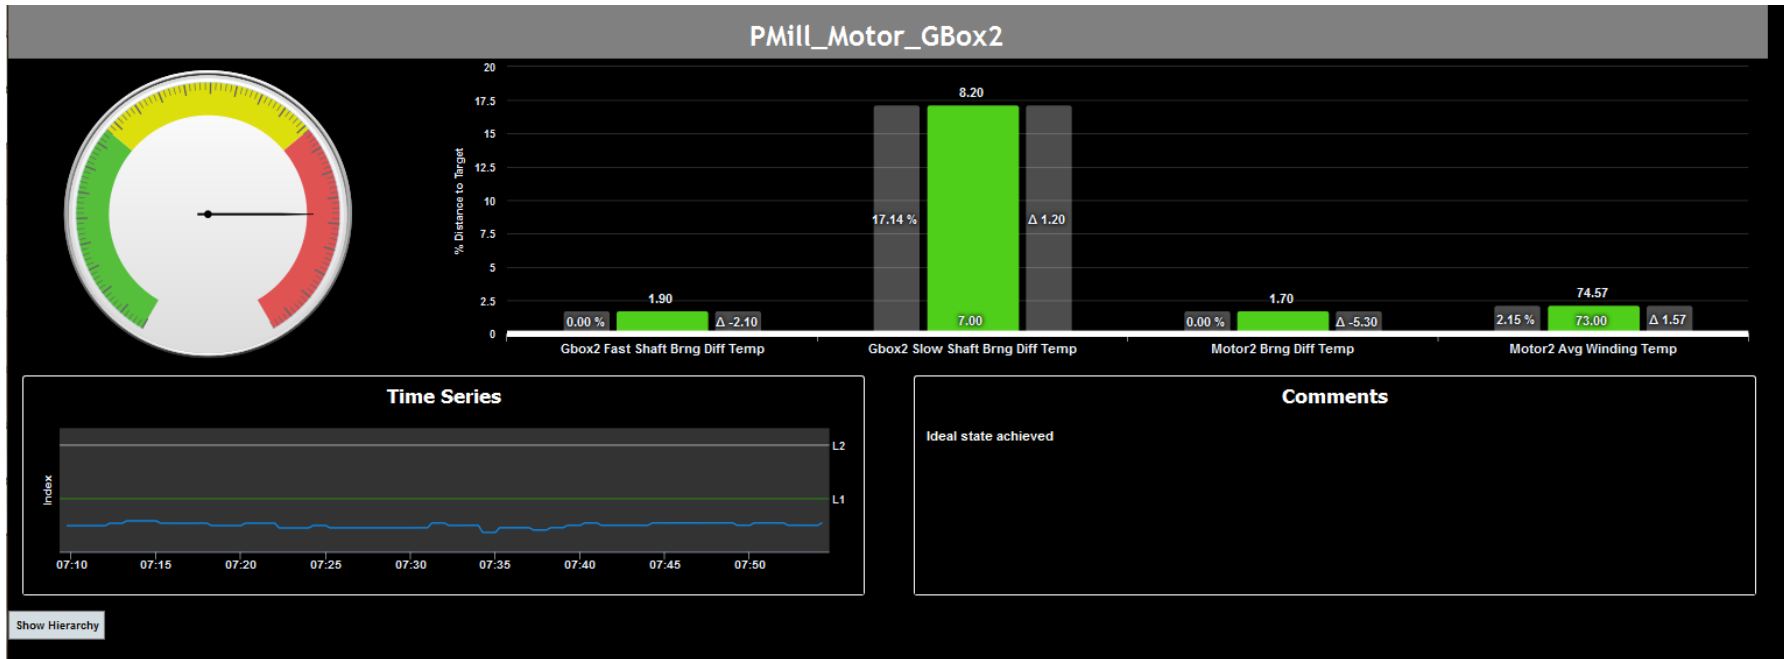 PMill_Motor_GBox2
% Distance to Target
20
17.5
15
12.5
10
7.5
5
2.5
0
1.90
0.00 %
Δ -2.10
8.20
17.14 %
7.00
Δ 1.20
1.70
0.00 %
Δ -5.30
74.57
2.15 %
73.00
Δ 1.57
Gbox2 Fast Shaft Brng Diff Temp
Gbox2 Slow Shaft Brng Diff Temp
Motor2 Brng Diff Temp
Motor2 Avg Winding Temp
Time Series
Index
L2
L1
07:10
07:15
07:20
07:25
07:30
07:35
07:40
07:45
07:50
Comments
Ideal state achieved
Show Hierarchy